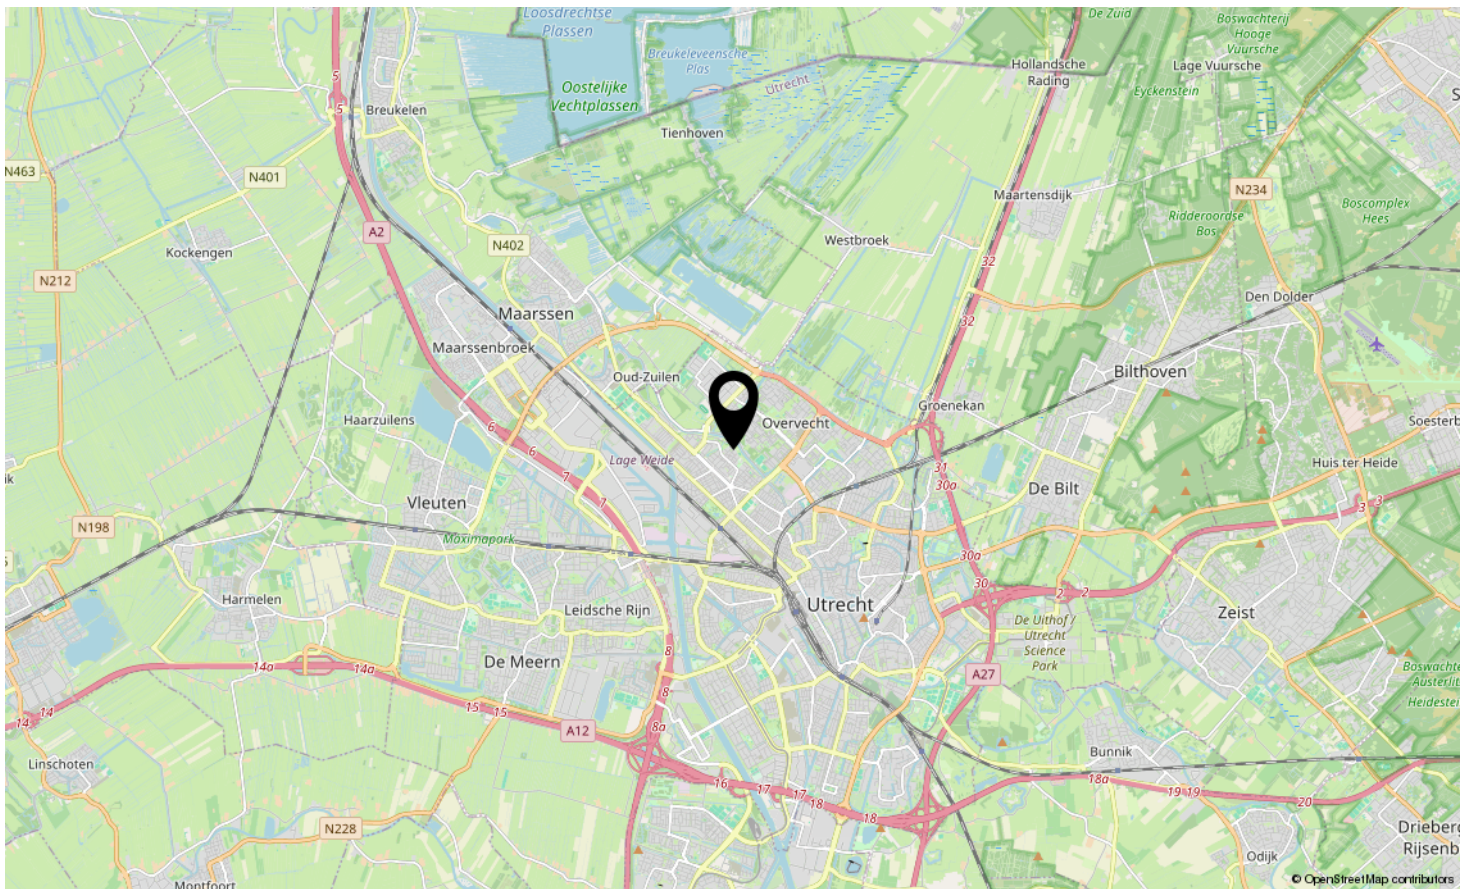 Loosdrechtse
Plassen
De Zuid
Boswachterij
Hooge
Vuursche
5
Breukeleveensche
Plas
Hollandsche
Rading
Lage Vuursche
Utrecht
Oostelijke
Vechtplassen
Eyckenstein
5
Breukelen
Tienhoven
N463
N401
N234
Maartensdijk
Boscomplex
Hees
Ridderoordse
Bos
A2
N402
Westbroek
Kockengen
32
N212
Den Dolder
Maarssen
32
Maarssenbroek
Oud-Zuilen
Bilthoven
Groenekan
Haarzuilens
6
Overvecht
Soesterb
6
Lage Weide
7
31
Huis ter Heide
30a
7
De Bilt
3
3
Vleuten
N198
Maximapark
30a
30
2
2
Harmelen
Leidsche Rijn
Utrecht
Zeist
De Uithof /
Utrecht
Science
Park
8
De Meern
14a
14a
Boswachte
Austerlit
Heidestei
A27
8
15
15
14
14
8a
A12
Bunnik
Linschoten
16
17
17
18
18
18a
19
19
20
N228
Drieberg
Rijsenb
Odijk
Montfoort
© OpenStreetMap contributors